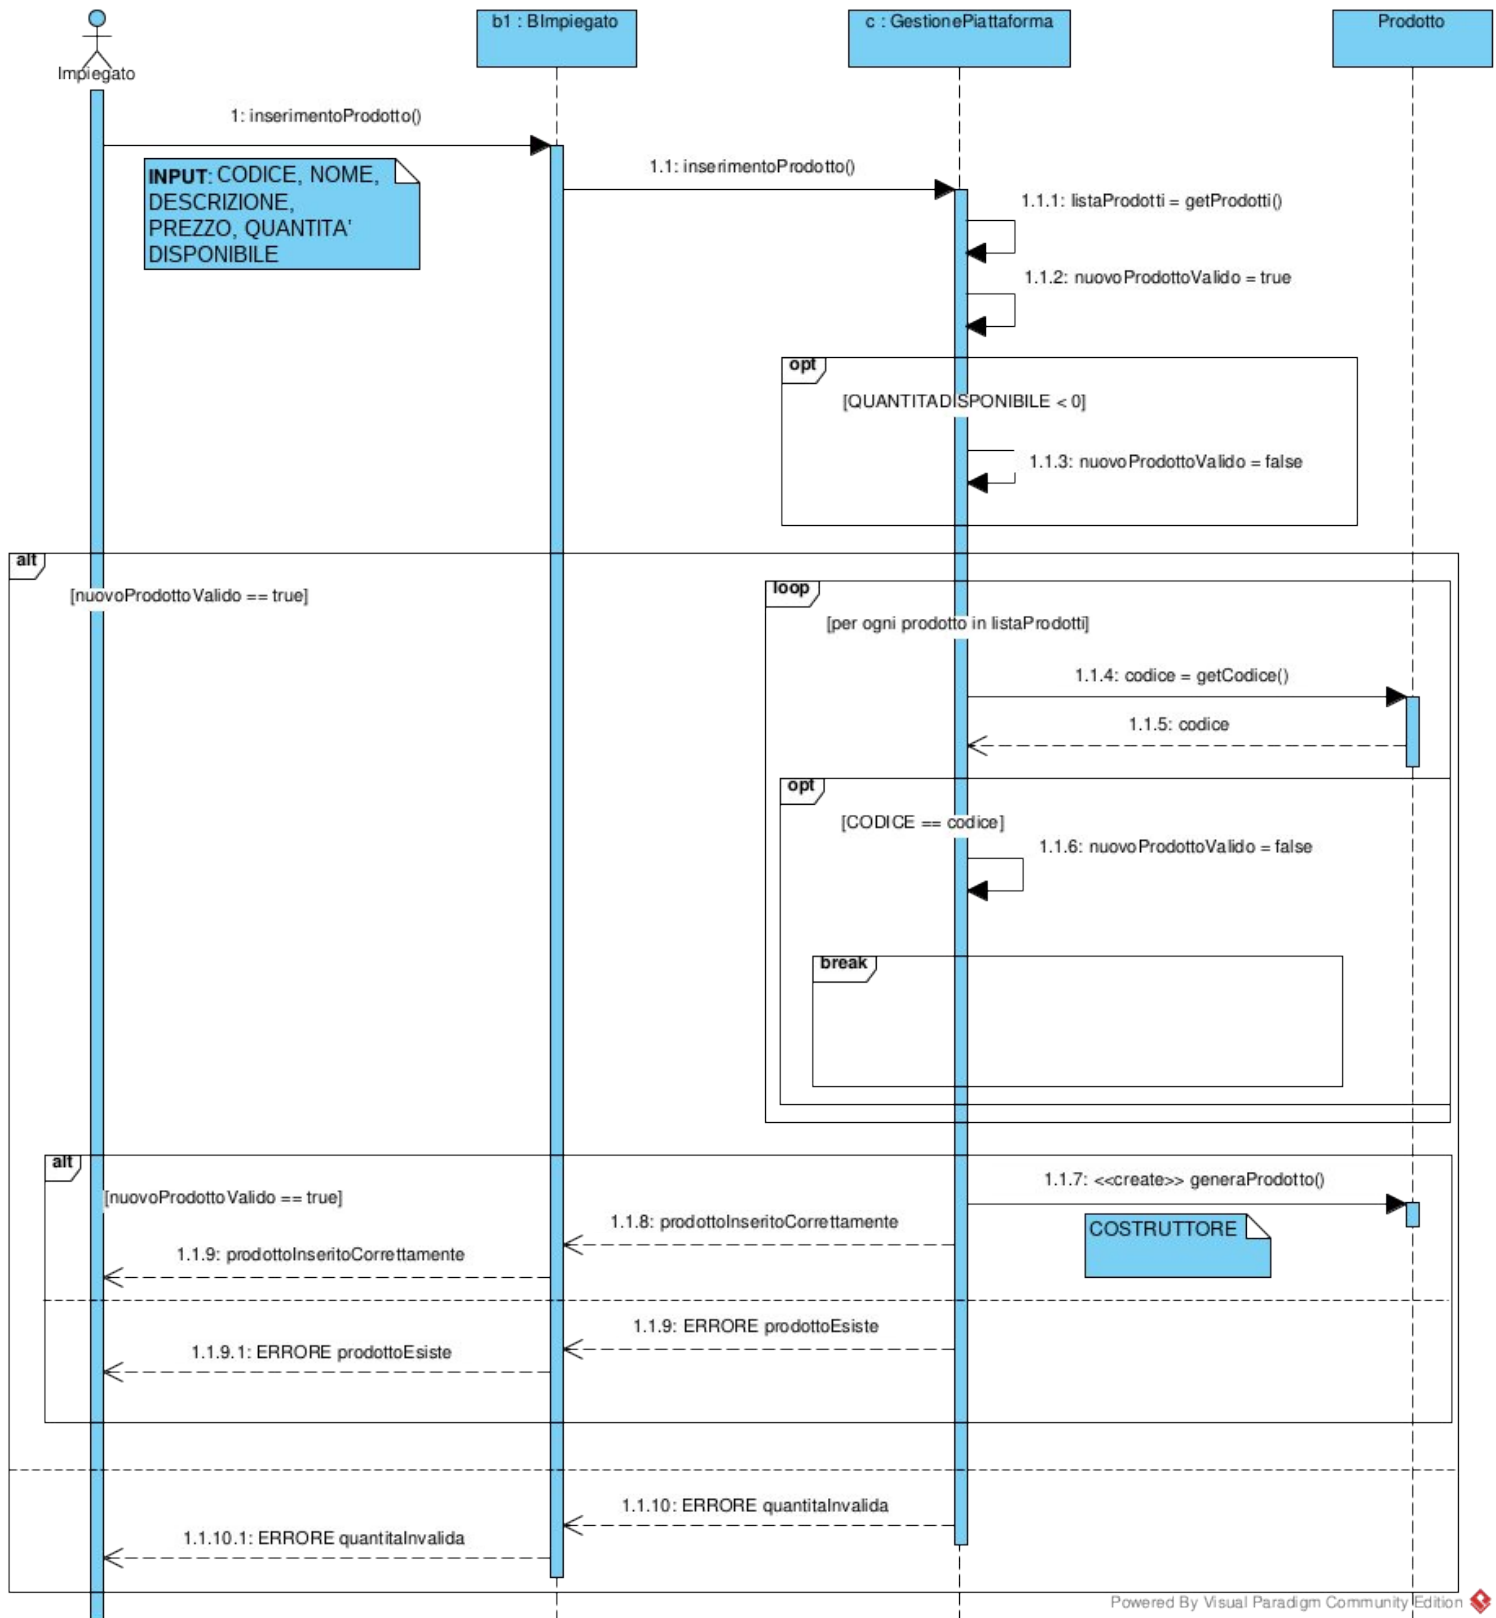 Impiegato
b1 : BImpiegato
c : GestionePiattaforma
Prodotto
1: inserimentoProdotto()
INPUT: CODICE, NOME,
DESCRIZIONE,
PREZZO, QUANTITA'
DISPONIBILE
1.1: inserimentoProdotto()
1.1.1: listaProdotti = getProdotti()
1.1.2: nuovoProdottoValido = true
opt
[QUANTITADISPONIBILE < 0]
1.1.3: nuovoProdottoValido = false
alt
[nuovoProdottoValido == true]
loop
[per ogni prodotto in listaProdotti]
1.1.4: codice = getCodice()
1.1.5: codice
opt
[CODICE == codice]
1.1.6: nuovoProdottoValido = false
break
alt
[nuovoProdottoValido == true]
1.1.7: <<create>> generaProdotto()
COSTRUTTORE
1.1.8: prodottoInseritoCorrettamente
1.1.9: prodottoInseritoCorrettamente
1.1.9: ERRORE prodottoEsiste
1.1.9.1: ERRORE prodottoEsiste
1.1.10: ERRORE quantitaInvalida
1.1.10.1: ERRORE quantitaInvalida
Powered By Visual Paradigm Community Edition